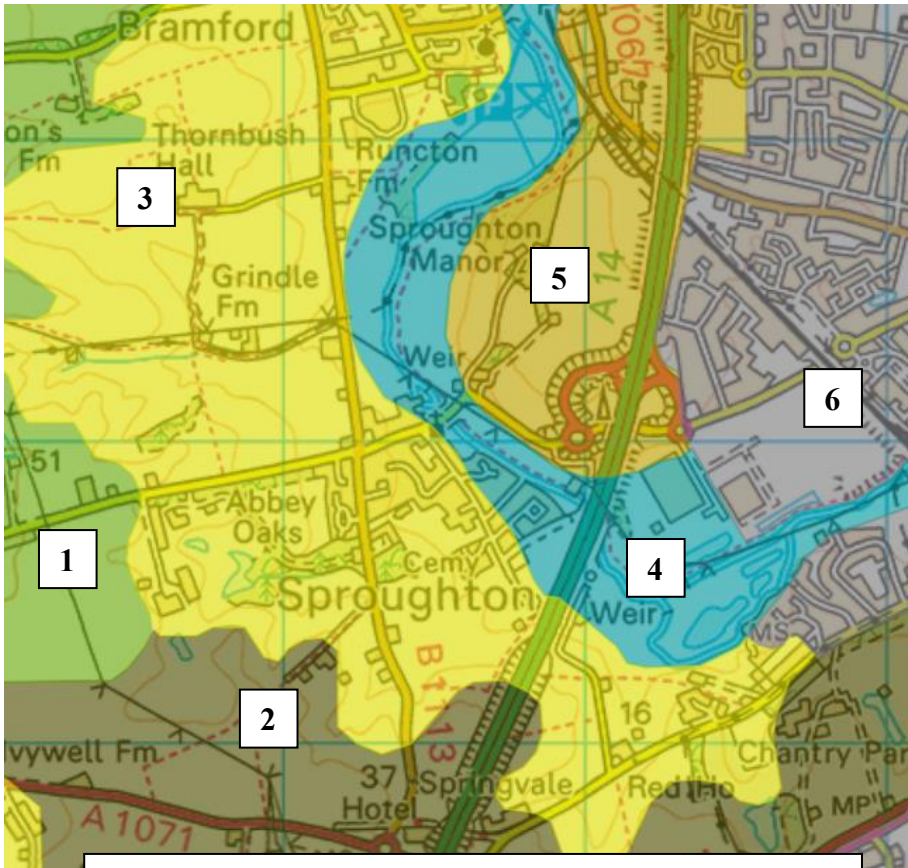 Bramford
A1067
on's
Fm
Thornbush
Hall
3
Runcton
Fm
Sproughton
Manor
5
A 14
Grindle
Fm
Weir
6
51
Abbey
Oaks
1
Cemy
4
Sproughton
Weir
MS
B 1113
2
16
vywell Fm
Chantry Par
37
Springvale
Hotel
Red Ho
MP
A 1071